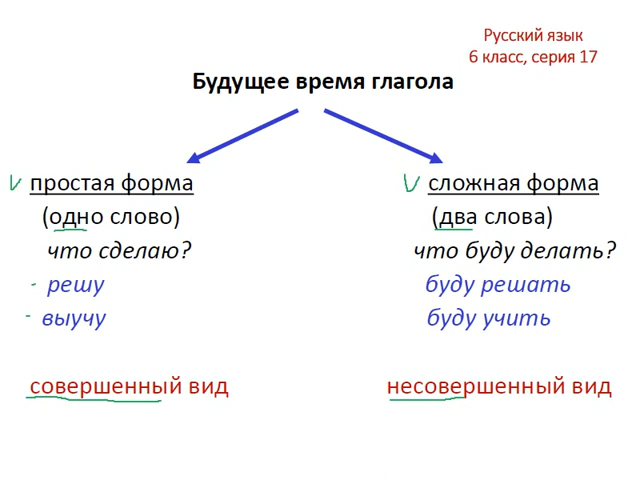 Русский язык
6 класс, серия 17
Будущее время глагола
простая форма
(одно слово)
что сделаю?
решу
выучу
совершенный вид
сложная форма
(два слова)
что буду делать?
буду решать
буду учить
несовершенный вид